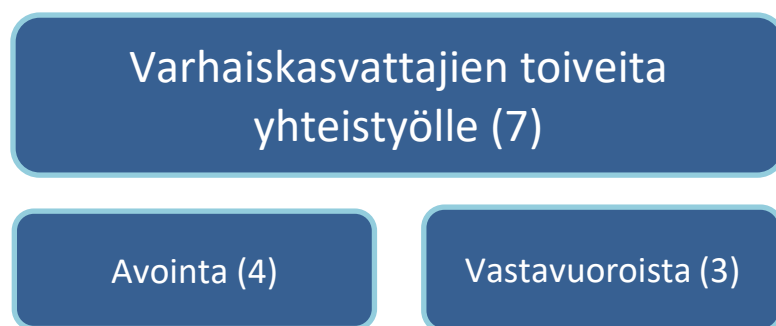 Varhaiskasvattajien toiveita
yhteistyölle (7)
Avointa (4)
Vastavuoroista (3)